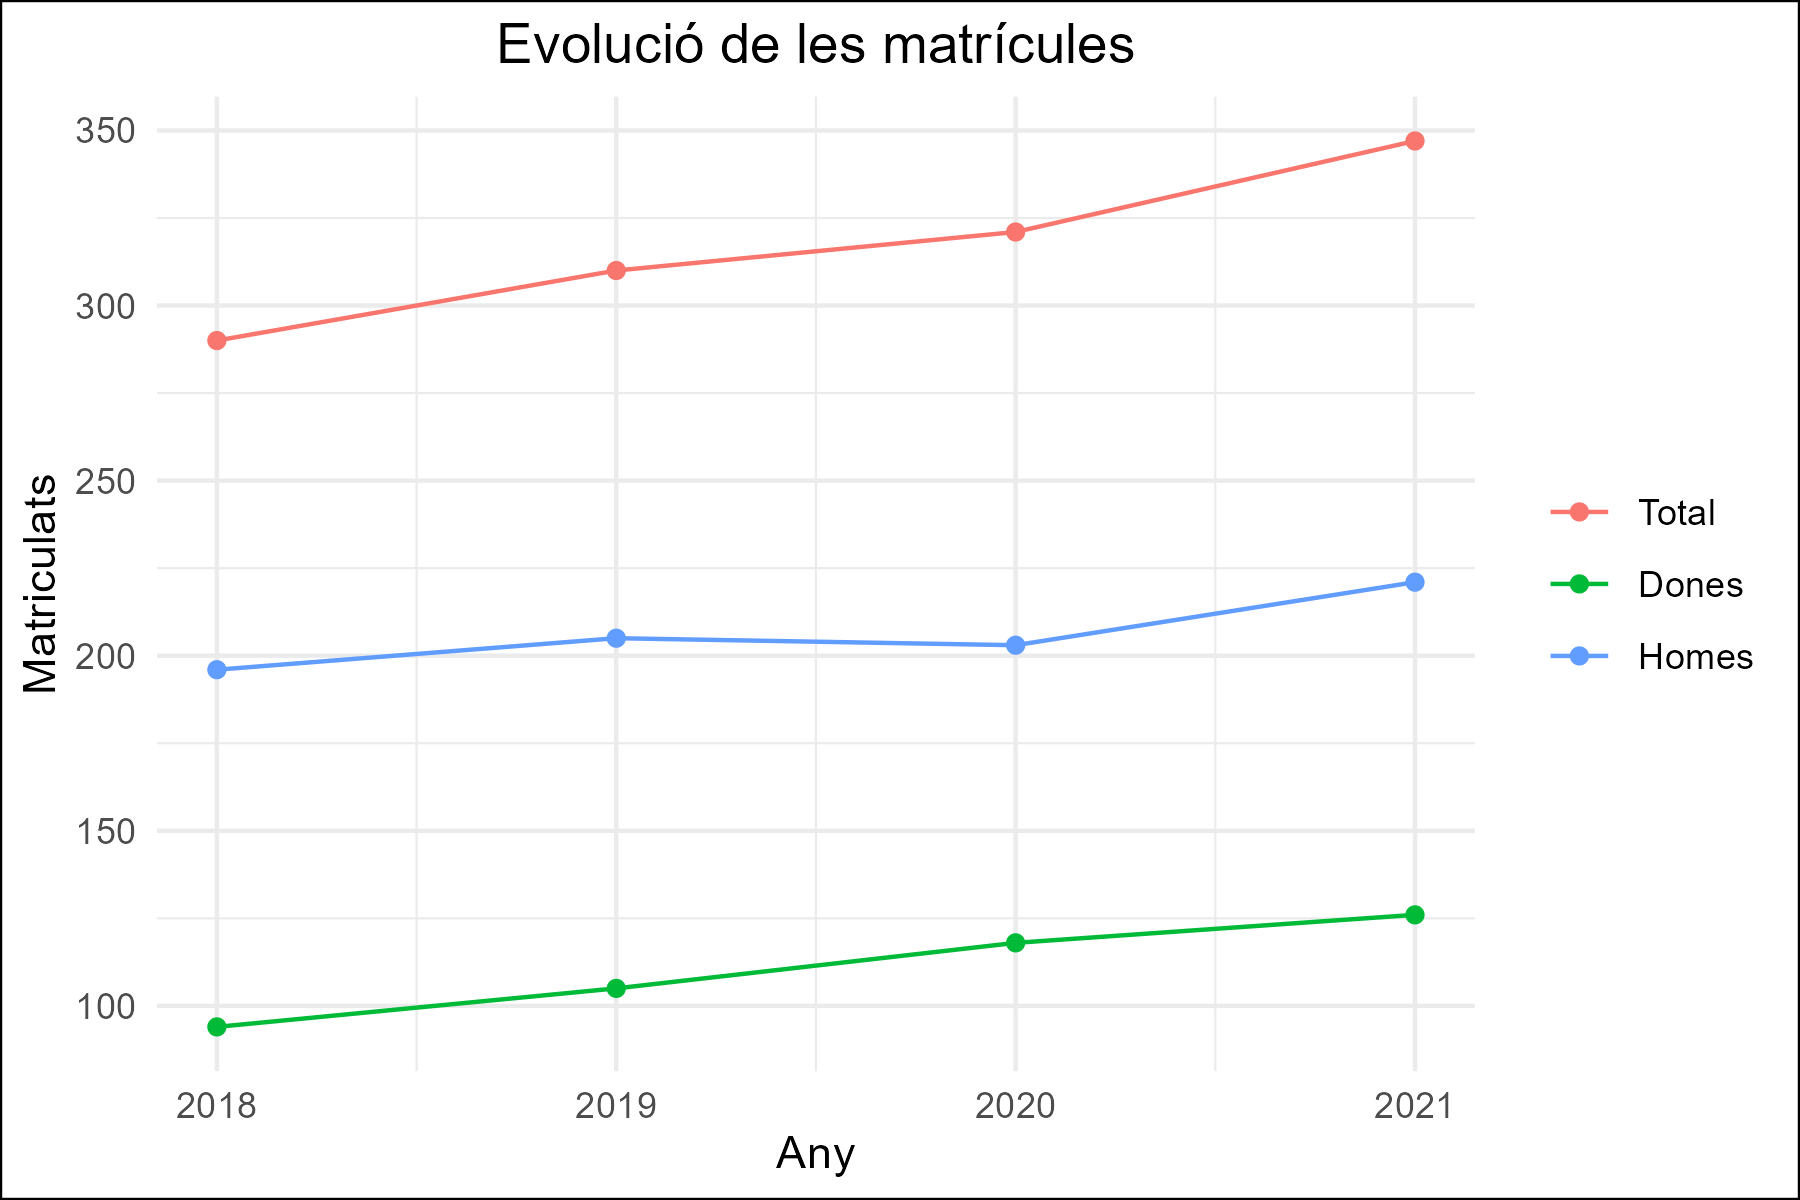 Evolució de les matrícules
350
300
250
200
150
100
Matriculats
2018 2019 2020 2021
Any
Total
Dones
Homes